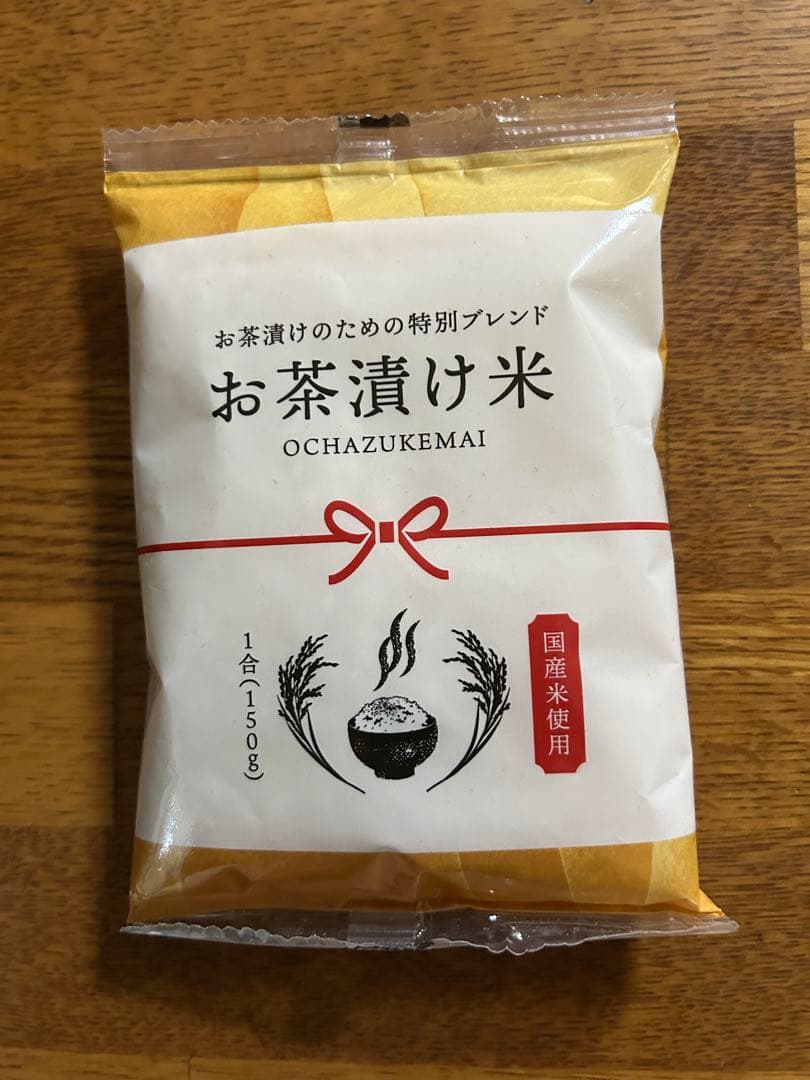 お茶漬けのための特別ブレンド
お茶漬け米
OCHAZUKEMAI
国産米使用
1合(150g)